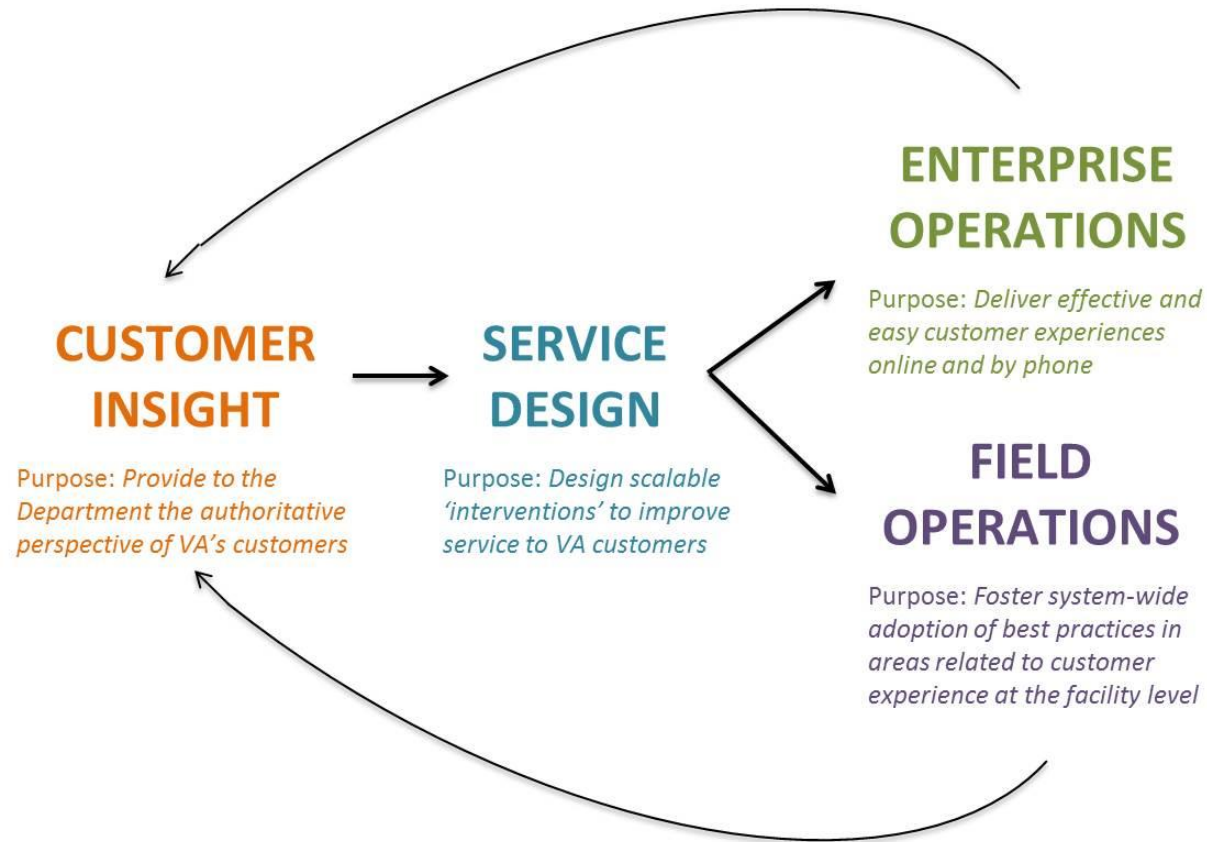 CUSTOMER
INSIGHT
Purpose: Provide to the
Department the authoritative
perspective of VA's customers
SERVICE
DESIGN
Purpose: Design scalable
‘interventions’ to improve
service to VA customers
ENTERPRISE
OPERATIONS
Purpose: Deliver effective and
easy customer experiences
online and by phone
FIELD
OPERATIONS
Purpose: Foster system-wide
adoption of best practices in
areas related to customer
experience at the facility level